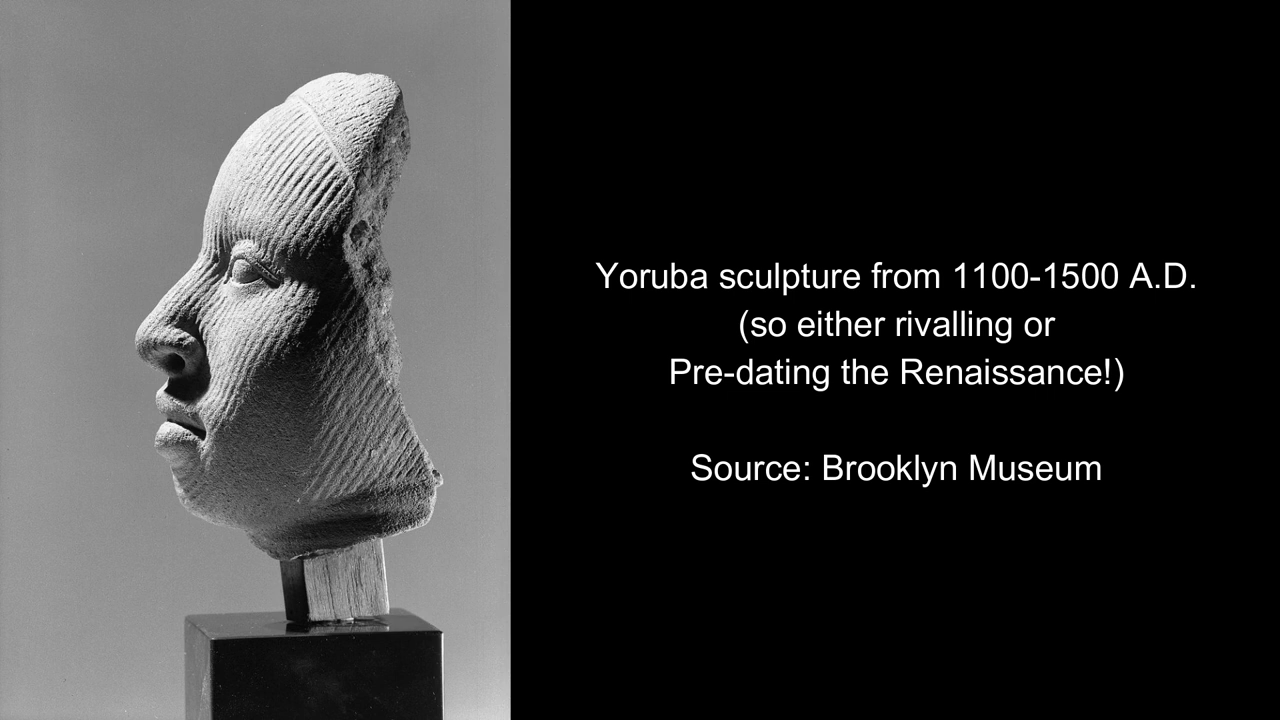 Yoruba sculpture from 1100-1500 A.D.
(so either rivalling or
Pre-dating the Renaissance!)
Source: Brooklyn Museum